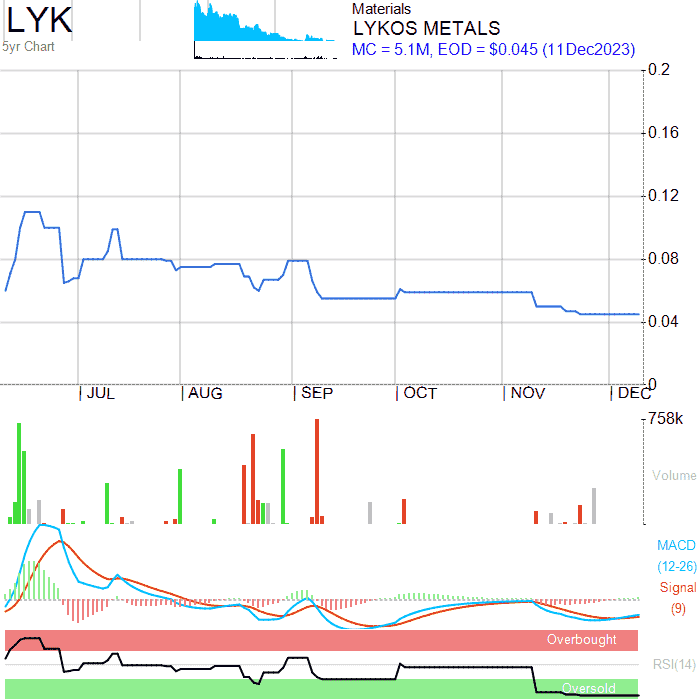 LYK
5yr Chart
Materials
LYKOS METALS
MC = 5.1M, EOD = $0.045 (11Dec2023)
0.2
0.16
0.12
0.08
0.04
0
JUL AUG SEP OCT NOV DEC
758k
Volume
MACD
(12-26)
Signal
(9)
Overbought
RSI(14)
Oversold